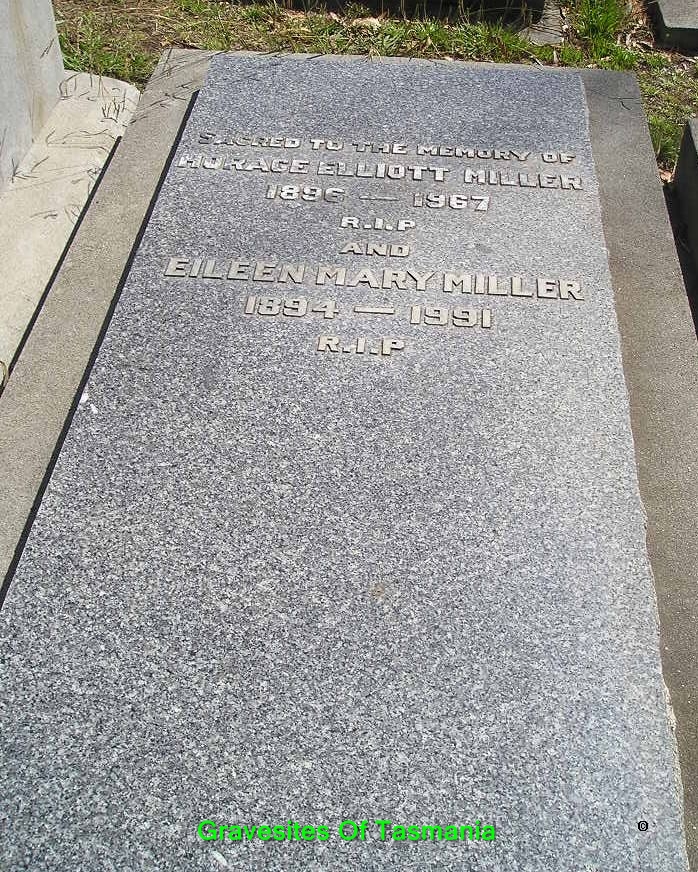 SACRED TO THE MEMORY OF
HORACE ELLIOTT MILLER
1896 — 1967
R.I.P
AND
EILEEN MARY MILLER
1894 — 1991
R.I.P
Gravesites Of Tasmania ©